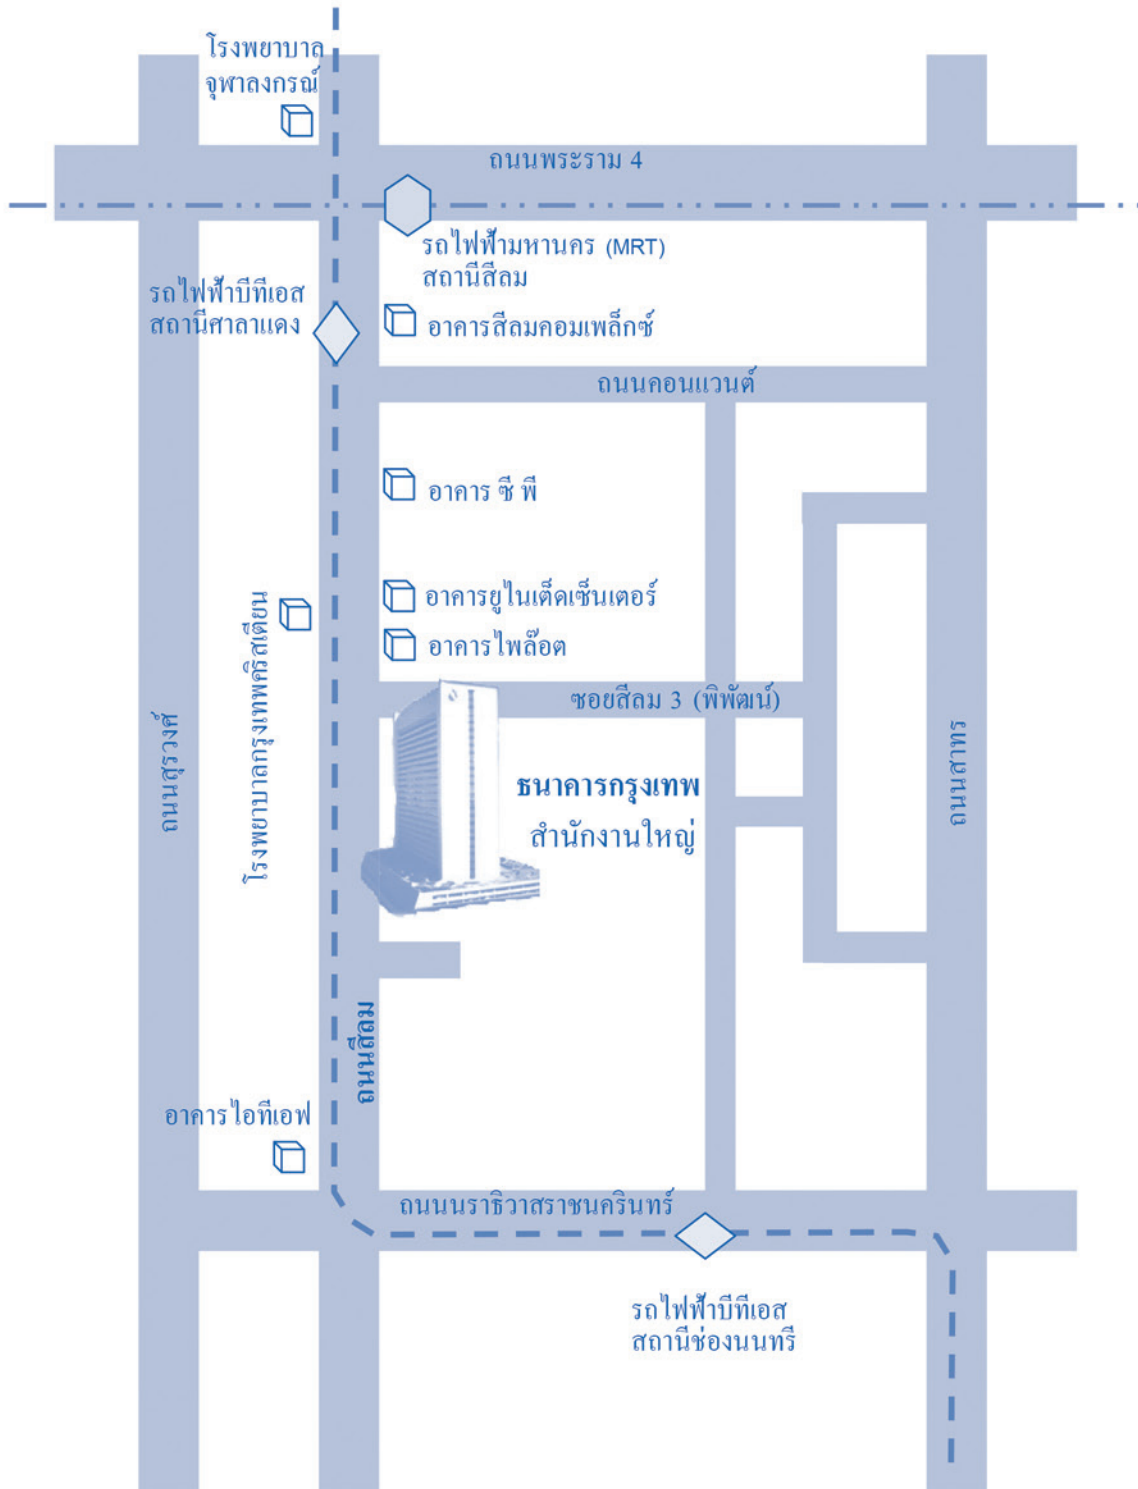 โรงพยาบาล
จุฬาลงกรณ์
ถนนพระราม 4
รถไฟฟ้ามหานคร (MRT)
สถานีสีลม
รถไฟฟ้าบีทีเอส
สถานีศาลาแดง
อาคารสีลมคอมเพล็กซ์
ถนนคอนแวนต์
อาคาร ซี พี
อาคารยูไนเต็ดเซ็นเตอร์
โรงพยาบาลกรุงเทพคริสเตียน
อาคารไพล๊อต
ซอยสีลม 3 (พิพัฒน์)
ถนนสุรวงศ์
ธนาคารกรุงเทพ
สำนักงานใหญ่
ถนนสาทร
ถนนสีลม
อาคารไอทีเอฟ
ถนนนราธิวาสราชนครินทร์
รถไฟฟ้าบีทีเอส
สถานีช่องนนทรี